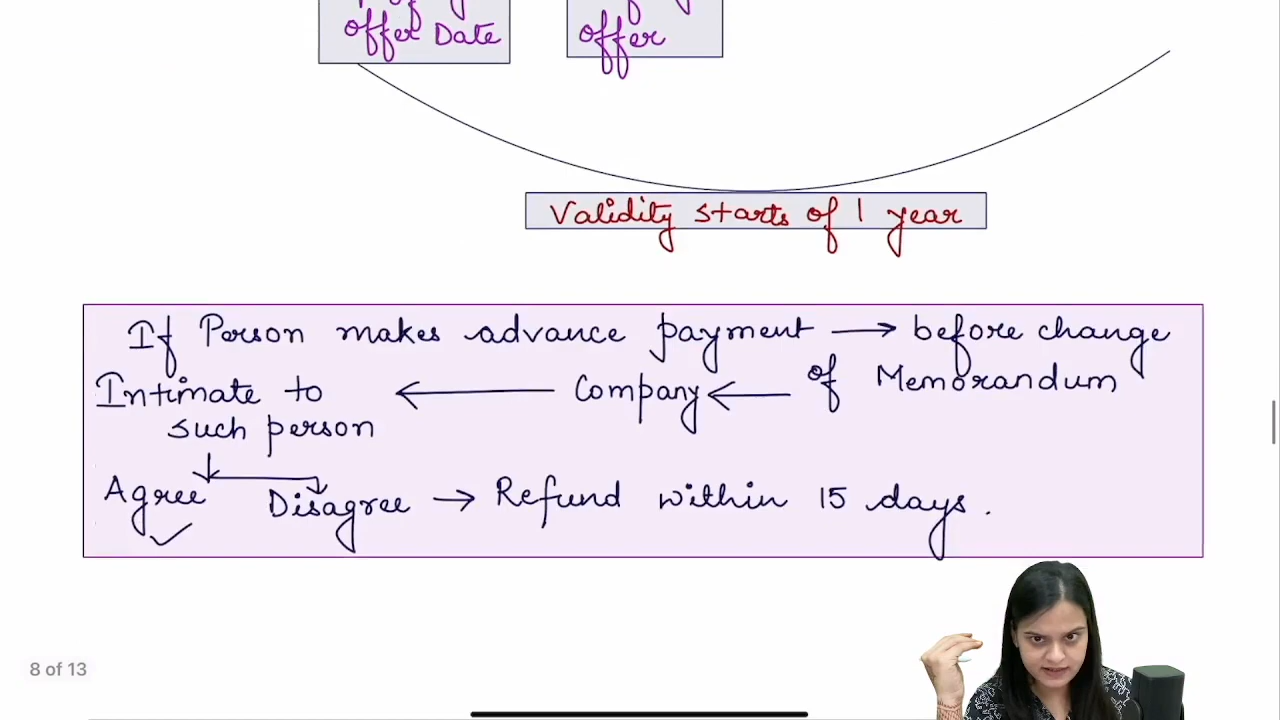 offer Date
offer
Validity starts of 1 year
If Person makes advance payment → before change
Intimate to ← Company ← of Memorandum
such person
Agree Disagree → Refund within 15 days.
8 of 13